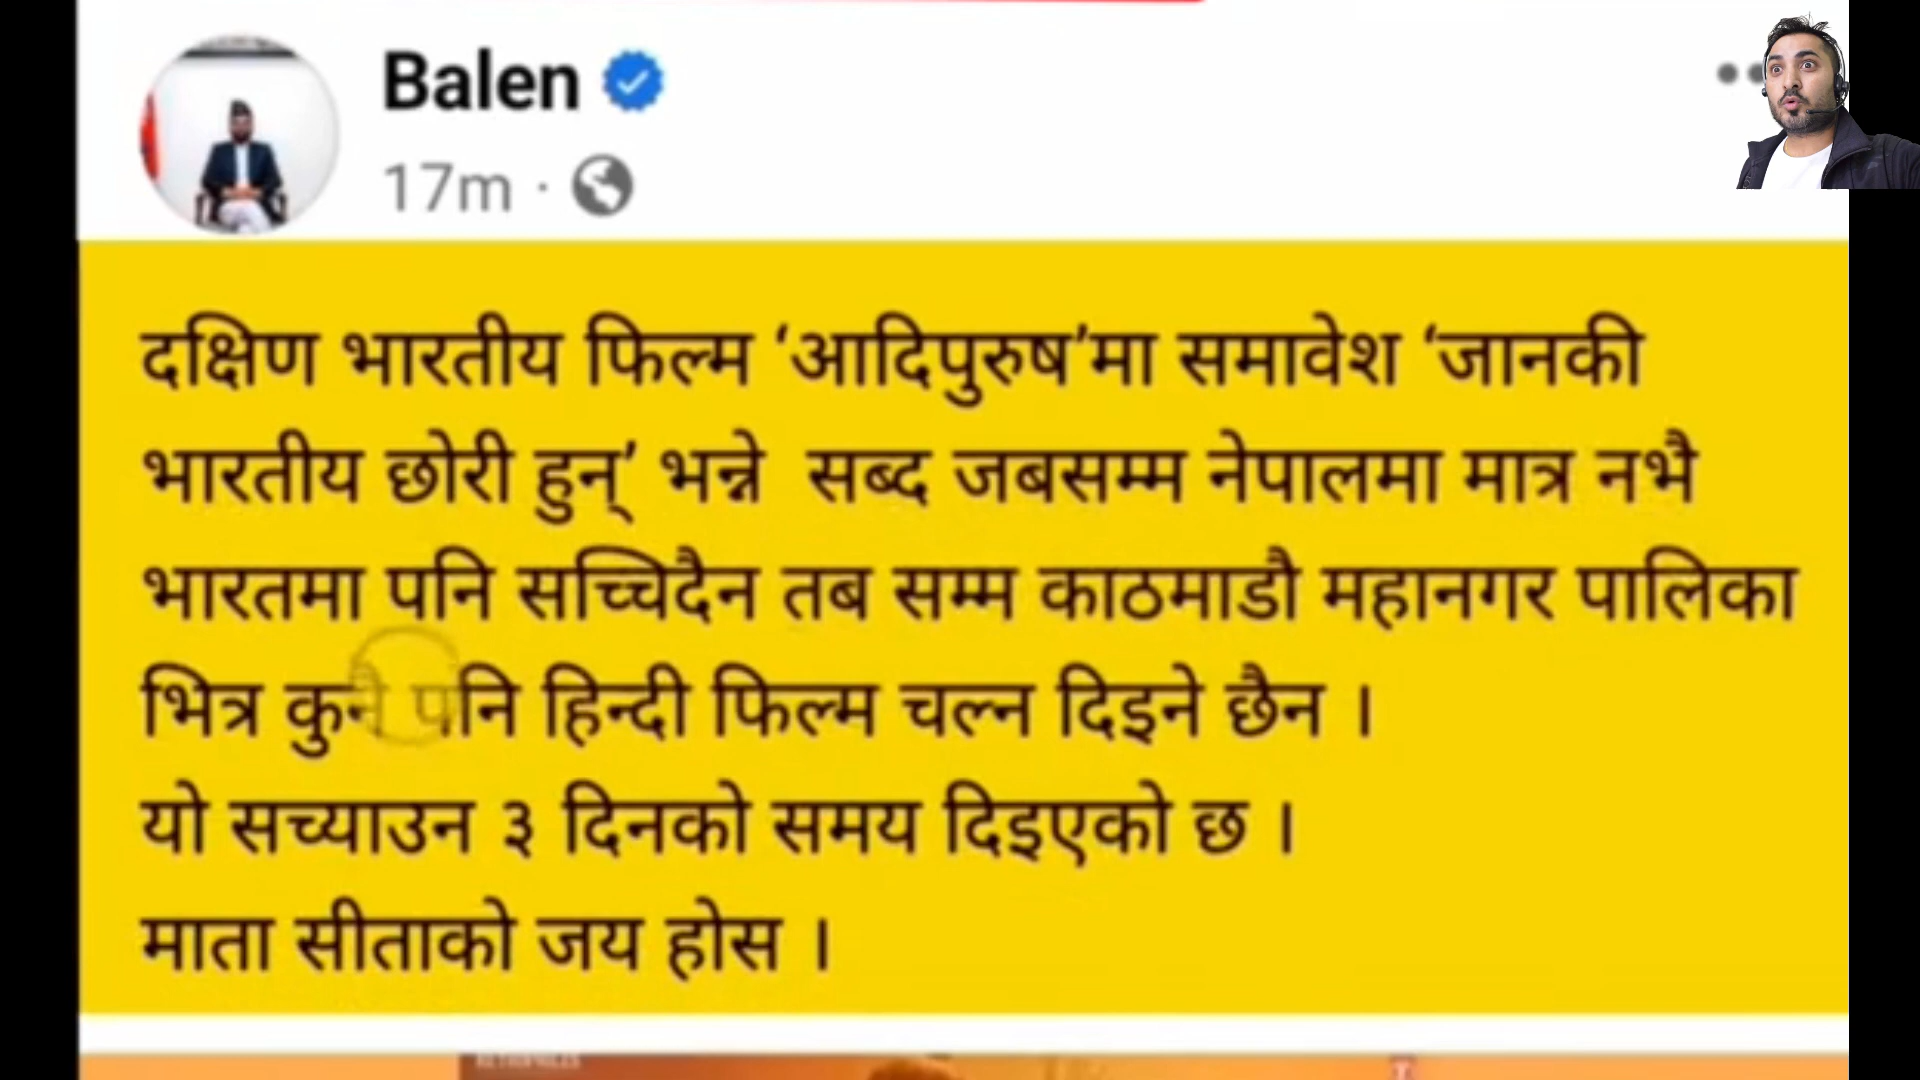 Balen
17m ·
दक्षिण भारतीय फिल्म ‘आदिपुरुष’मा समावेश ‘जानकी
भारतीय छोरी हुन्’ भन्ने सब्द जबसम्म नेपालमा मात्र नभै
भारतमा पनि सच्चिदैन तब सम्म काठमाडौ महानगर पालिका
भित्र कुनै पनि हिन्दी फिल्म चल्न दिइने छैन ।
यो सच्याउन ३ दिनको समय दिइएको छ ।
माता सीताको जय होस ।